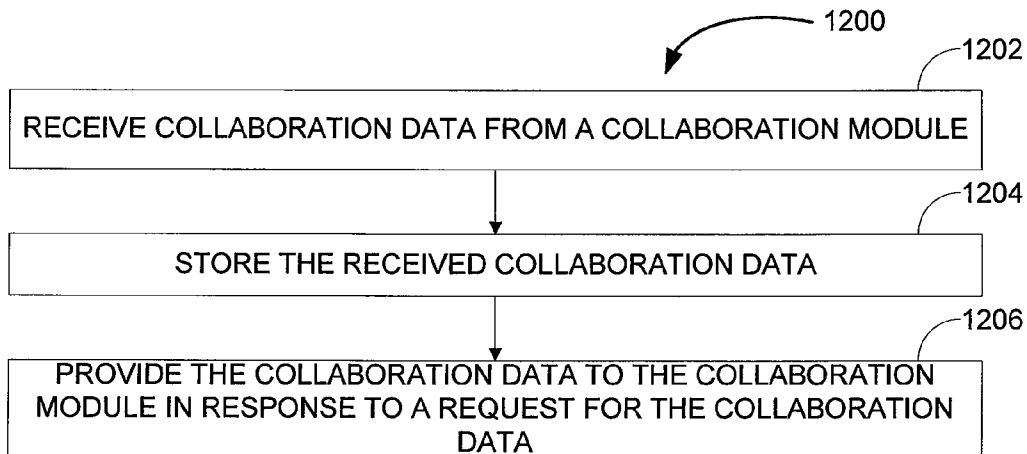 1200
1202
RECEIVE COLLABORATION DATA FROM A COLLABORATION MODULE
1204
STORE THE RECEIVED COLLABORATION DATA
1206
PROVIDE THE COLLABORATION DATA TO THE COLLABORATION
MODULE IN RESPONSE TO A REQUEST FOR THE COLLABORATION
DATA